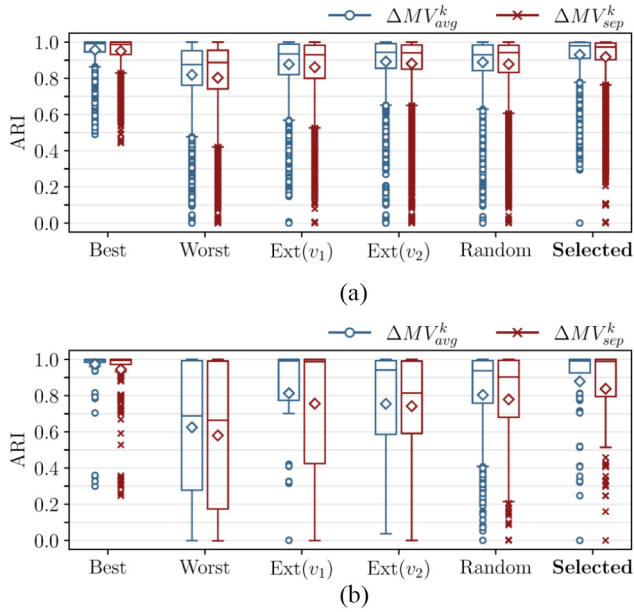 ΔMV^k_avg ΔMV^k_sep
1.0
0.8
0.6
0.4
0.2
0.0
ARI
Best Worst Ext(v₁) Ext(v₂) Random Selected
(a)
ΔMV^k_avg ΔMV^k_sep
1.0
0.8
0.6
0.4
0.2
0.0
ARI
Best Worst Ext(v₁) Ext(v₂) Random Selected
(b)